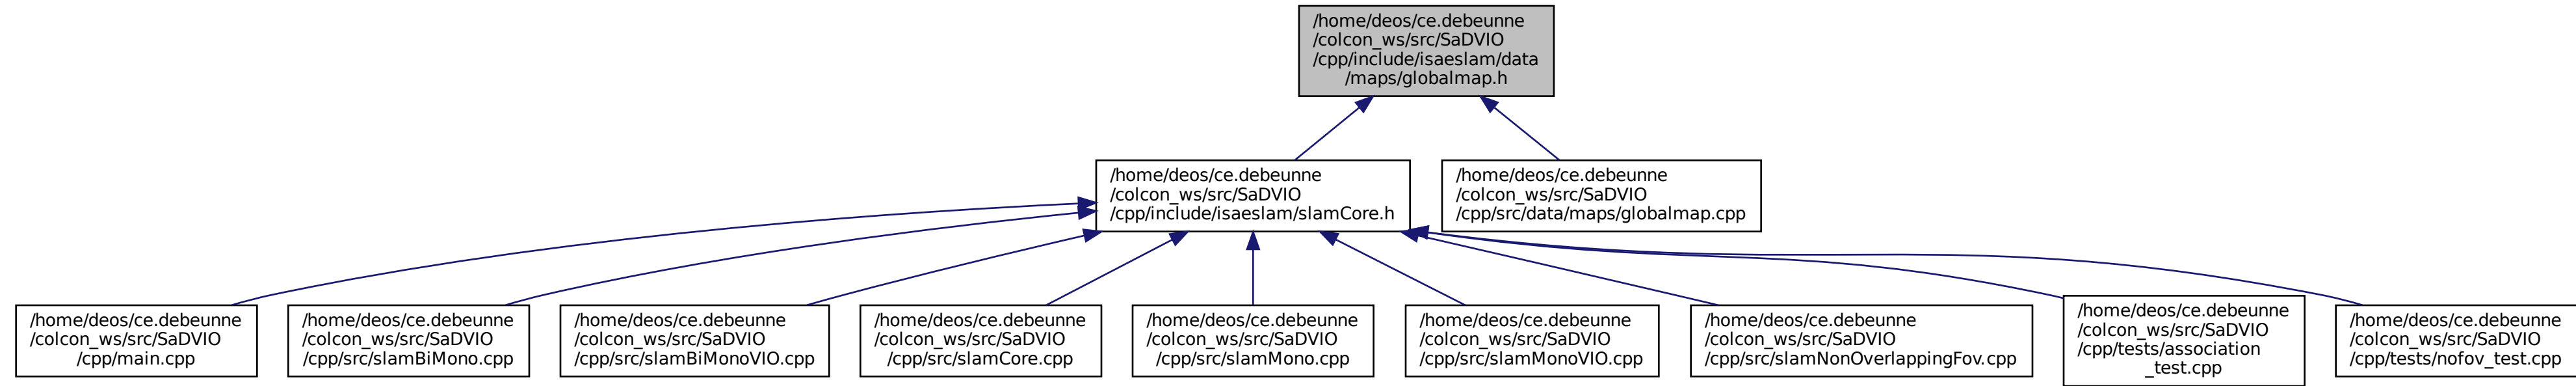 /home/deos/ce.debeunne
/colcon_ws/src/SaDVIO
/cpp/include/isaeslam/data
/maps/globalmap.h
/home/deos/ce.debeunne
/colcon_ws/src/SaDVIO
/cpp/include/isaeslam/slamCore.h
/home/deos/ce.debeunne
/colcon_ws/src/SaDVIO
/cpp/src/data/maps/globalmap.cpp
/home/deos/ce.debeunne
/colcon_ws/src/SaDVIO
/cpp/main.cpp
/home/deos/ce.debeunne
/colcon_ws/src/SaDVIO
/cpp/src/slamBiMono.cpp
/home/deos/ce.debeunne
/colcon_ws/src/SaDVIO
/cpp/src/slamBiMonoVIO.cpp
/home/deos/ce.debeunne
/colcon_ws/src/SaDVIO
/cpp/src/slamCore.cpp
/home/deos/ce.debeunne
/colcon_ws/src/SaDVIO
/cpp/src/slamMono.cpp
/home/deos/ce.debeunne
/colcon_ws/src/SaDVIO
/cpp/src/slamMonoVIO.cpp
/home/deos/ce.debeunne
/colcon_ws/src/SaDVIO
/cpp/src/slamNonOverlappingFov.cpp
/home/deos/ce.debeunne
/colcon_ws/src/SaDVIO
/cpp/tests/association
_test.cpp
/home/deos/ce.debeunne
/colcon_ws/src/SaDVIO
/cpp/tests/nofov_test.cpp